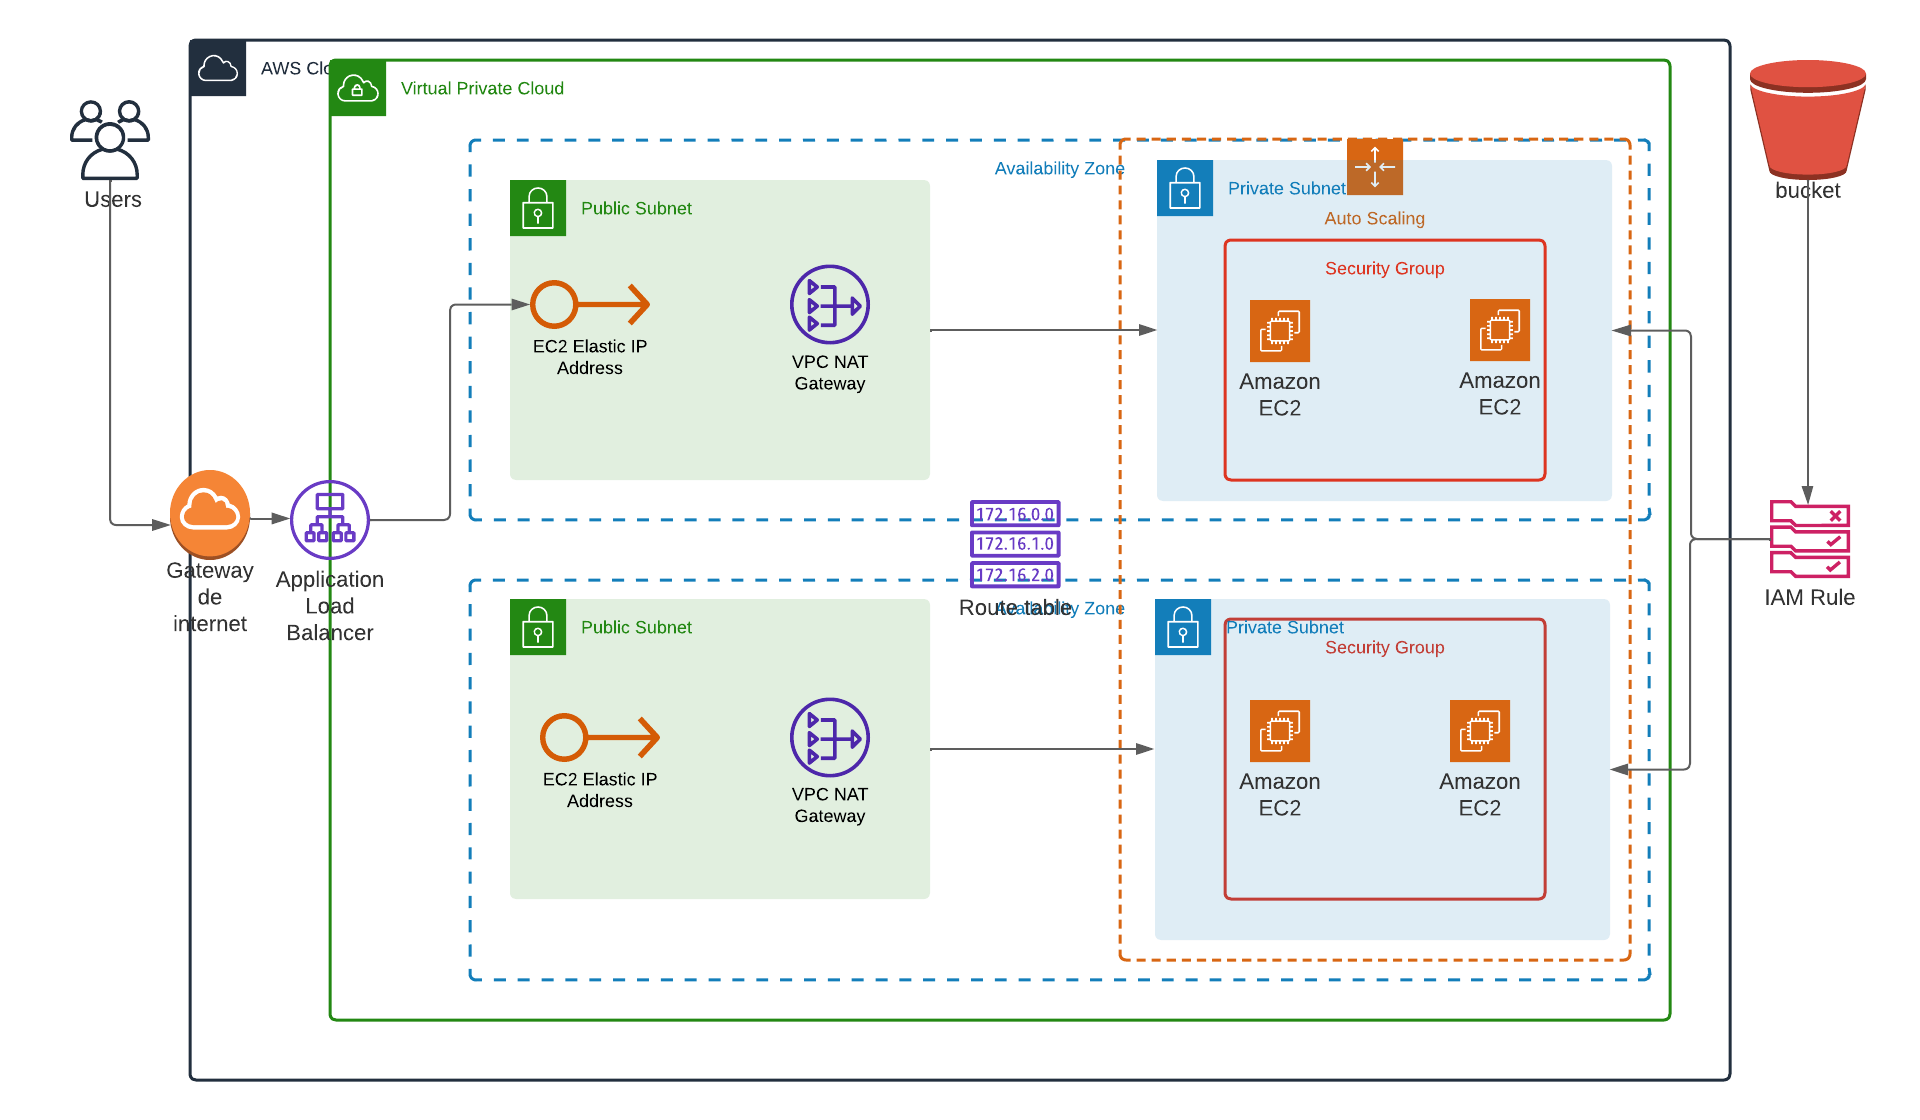 AWS Clo
Virtual Private Cloud
Users
Availability Zone
Public Subnet
EC2 Elastic IP
Address
VPC NAT
Gateway
Private Subnet
Auto Scaling
Security Group
Amazon
EC2
Amazon
EC2
bucket
Gateway
de
internet
Application
Load
Balancer
172.16.0.0
172.16.1.0
172.16.2.0
Route table
Availability Zone
IAM Rule
Public Subnet
EC2 Elastic IP
Address
VPC NAT
Gateway
Private Subnet
Security Group
Amazon
EC2
Amazon
EC2